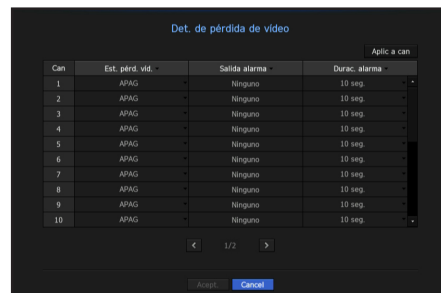 Det. de pérdida de vídeo
Aplic a can
Can Est. pérd. vid. Salida alarma Durac. alarma
1 APAG Ninguno 10 seg.
2 APAG Ninguno 10 seg.
3 APAG Ninguno 10 seg.
4 APAG Ninguno 10 seg.
5 APAG Ninguno 10 seg.
6 APAG Ninguno 10 seg.
7 APAG Ninguno 10 seg.
8 APAG Ninguno 10 seg.
9 APAG Ninguno 10 seg.
10 APAG Ninguno 10 seg.
< 1/2 >
Acept. Cancel